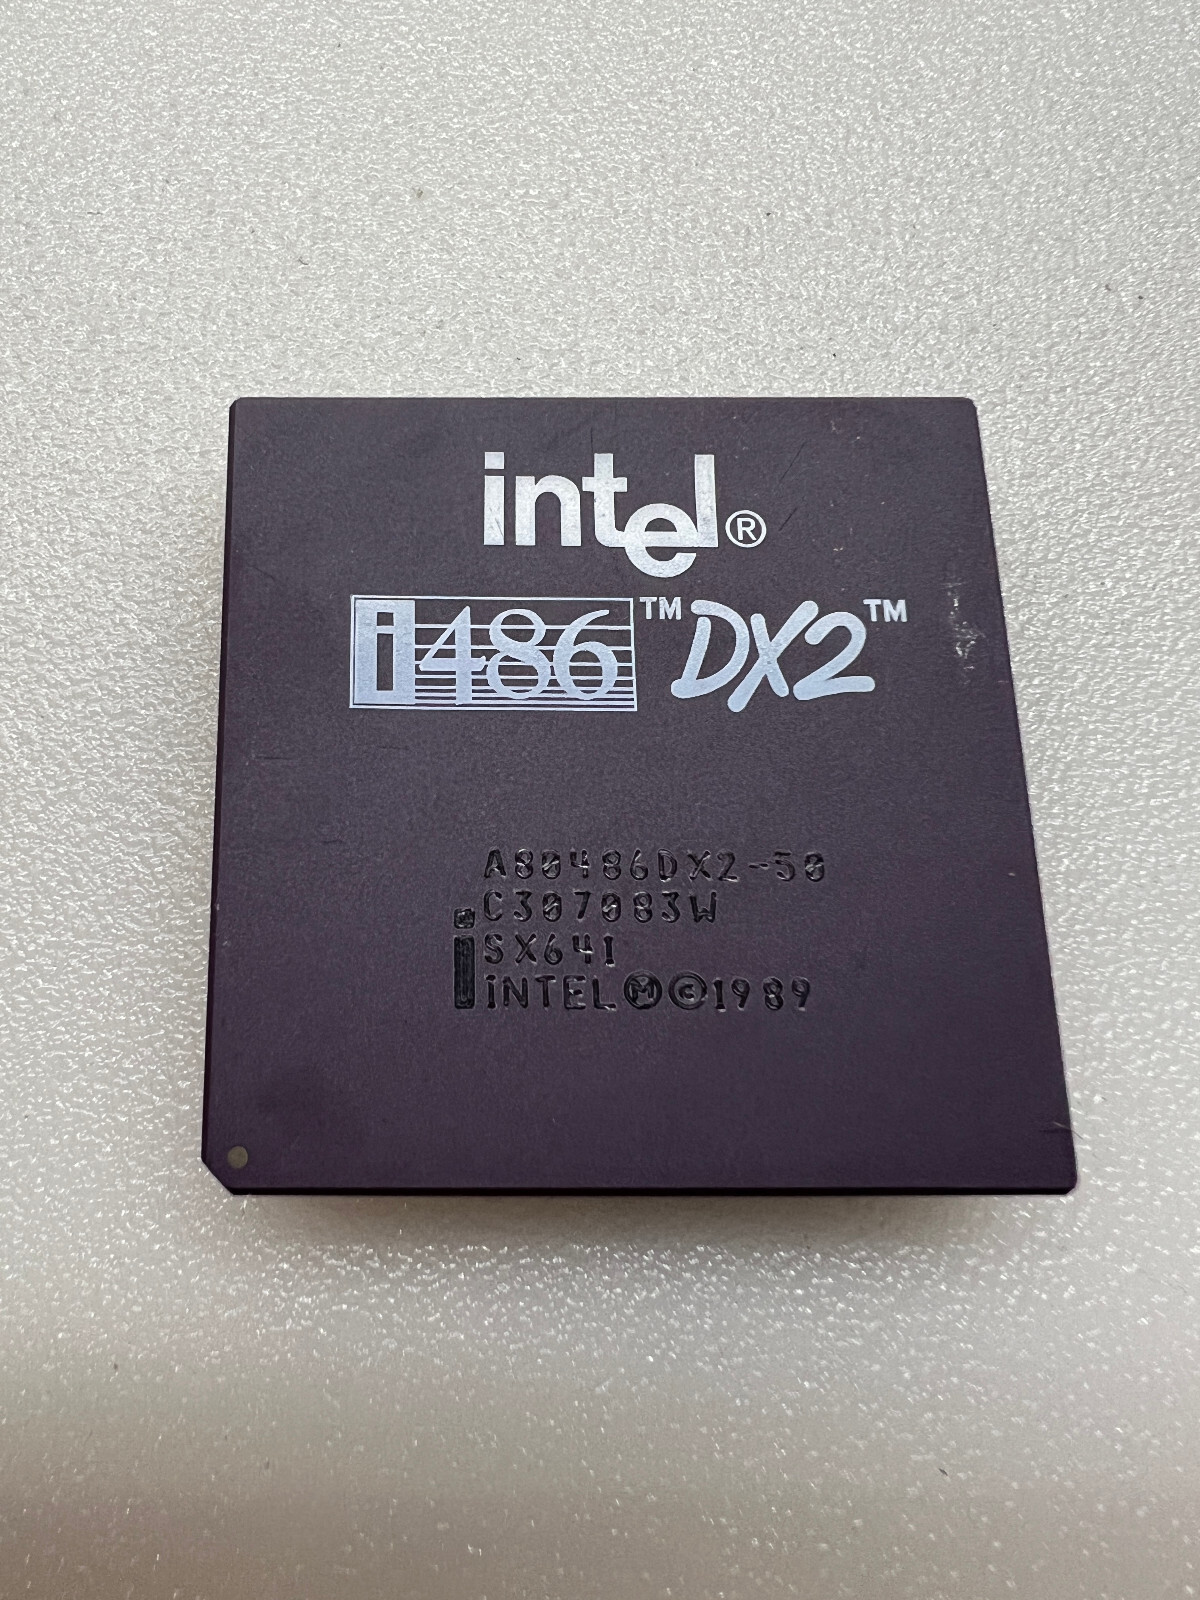 intel®
i486™ DX2™
A80486DX2-50
C307083W
SX641
iNTEL Ⓜ © 1989